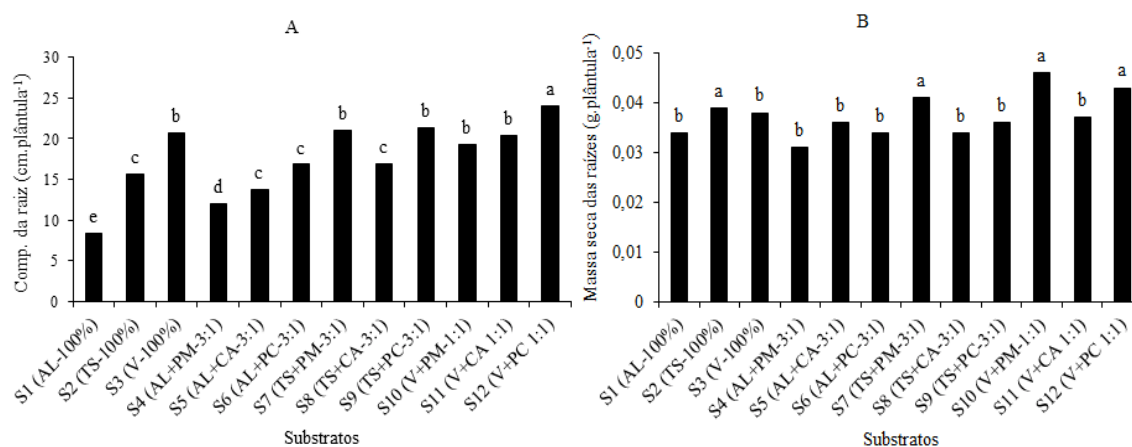 A
Comp. da raiz (cm.plântula-1)
30
25
20
15
10
5
0
e
c
b
d
c
c
b
c
b
b
b
a
S1 (AL-100%)
S2 (TS-100%)
S3 (V-100%)
S4 (AL+PM-3:1)
S5 (AL+CA-3:1)
S6 (AL+PC-3:1)
S7 (TS+PM-3:1)
S8 (TS+CA-3:1)
S9 (TS+PC-3:1)
S10 (V+PM-1:1)
S11 (V+CA 1:1)
S12 (V+PC 1:1)
Substratos
B
Massa seca das raízes (g.plântula-1)
0,05
0,04
0,03
0,02
0,01
0
b
a
b
b
b
b
a
b
b
a
b
a
S1 (AL-100%)
S2 (TS-100%)
S3 (V-100%)
S4 (AL+PM-3:1)
S5 (AL+CA-3:1)
S6 (AL+PC-3:1)
S7 (TS+PM-3:1)
S8 (TS+CA-3:1)
S9 (TS+PC-3:1)
S10 (V+PM-1:1)
S11 (V+CA 1:1)
S12 (V+PC 1:1)
Substratos